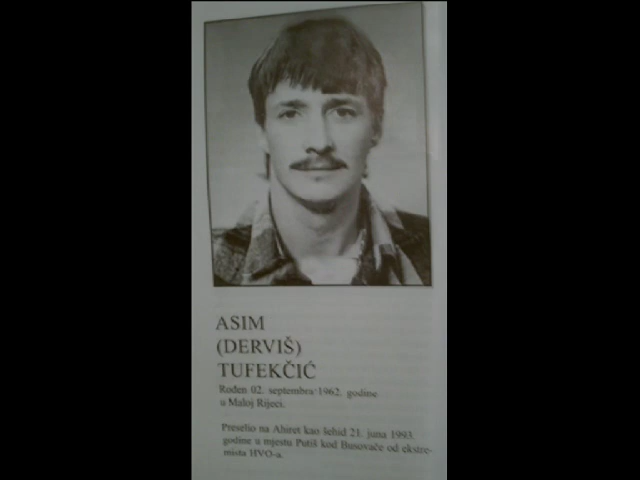 ASIM
(DERVIŠ)
TUFEKČIĆ
Rođen 02. septembra 1962. godine
u Maloj Rijeci.
Preselio na Ahiret kao šehid 21. juna 1993.
godine u mjestu Putiš kod Busovače od ekstre-
mista HVO-a.